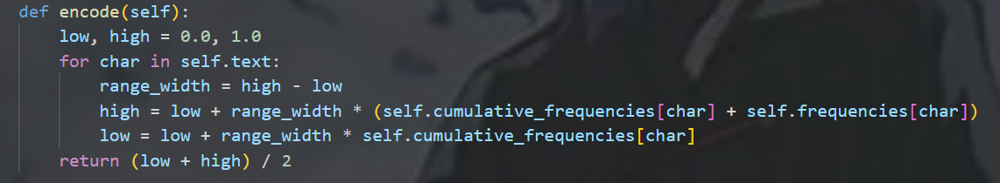 def encode(self):
    low, high = 0.0, 1.0
    for char in self.text:
        range_width = high - low
        high = low + range_width * (self.cumulative_frequencies[char] + self.frequencies[char])
        low = low + range_width * self.cumulative_frequencies[char]
    return (low + high) / 2